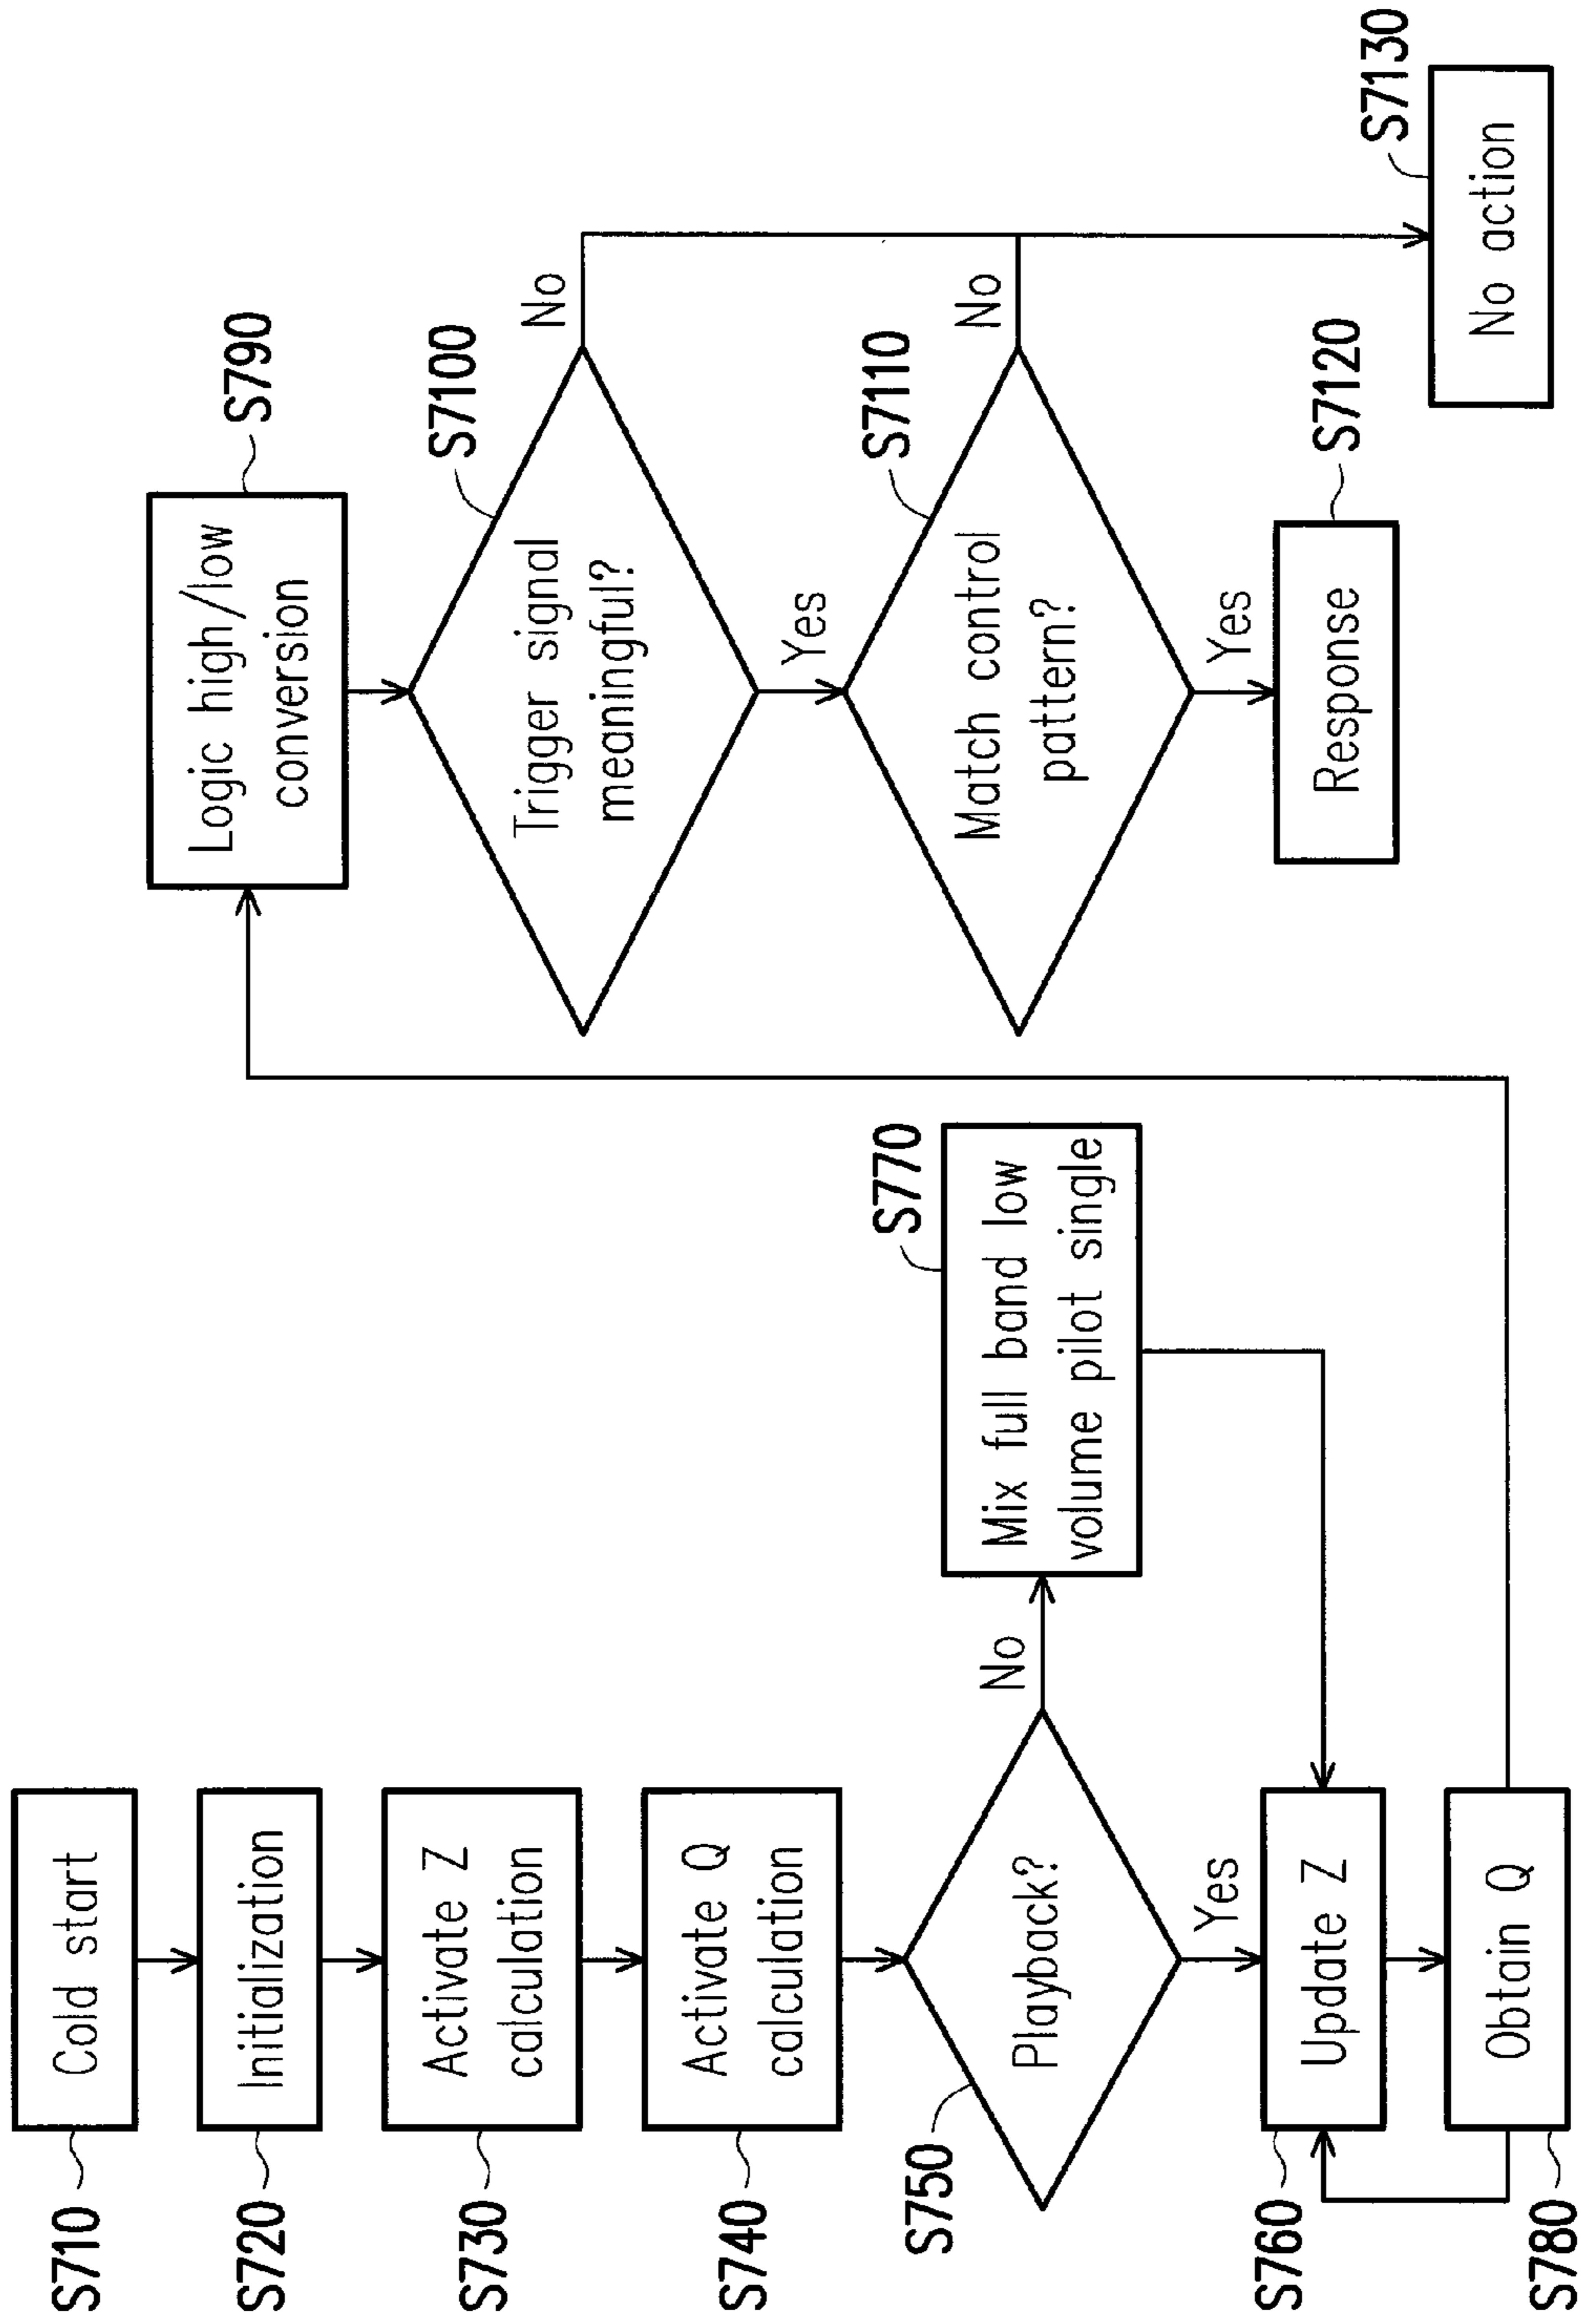 S710
Cold start
S720
Initialization
S730
Activate Z
calculation
S740
Activate Q
calculation
S750
Playback?
No
S770
Mix full band low
volume pilot single
Yes
S760
Update Z
S780
Obtain Q
S790
Logic high/low
conversion
S7100
Trigger signal
meaningful?
No
Yes
S7110
Match control
pattern?
No
Yes
S7120
Response
S7130
No action